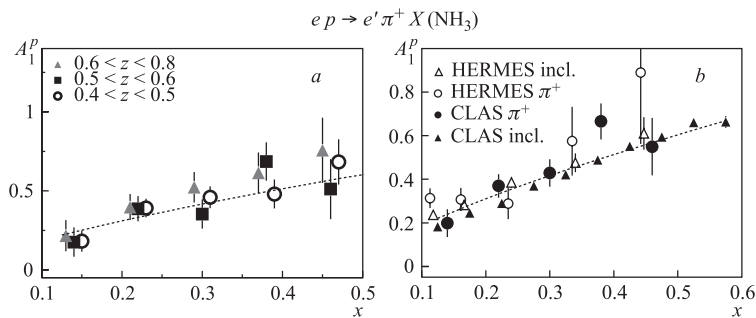 e p → e′ π⁺ X (NH₃)
A₁ᵖ
0.6 < z < 0.8
0.5 < z < 0.6
0.4 < z < 0.5
a
1
0.5
0
0.1 0.2 0.3 0.4 0.5
x
A₁ᵖ
HERMES incl.
HERMES π⁺
CLAS π⁺
CLAS incl.
b
0.8
0.6
0.4
0.2
0
0.1 0.2 0.3 0.4 0.5 0.6
x